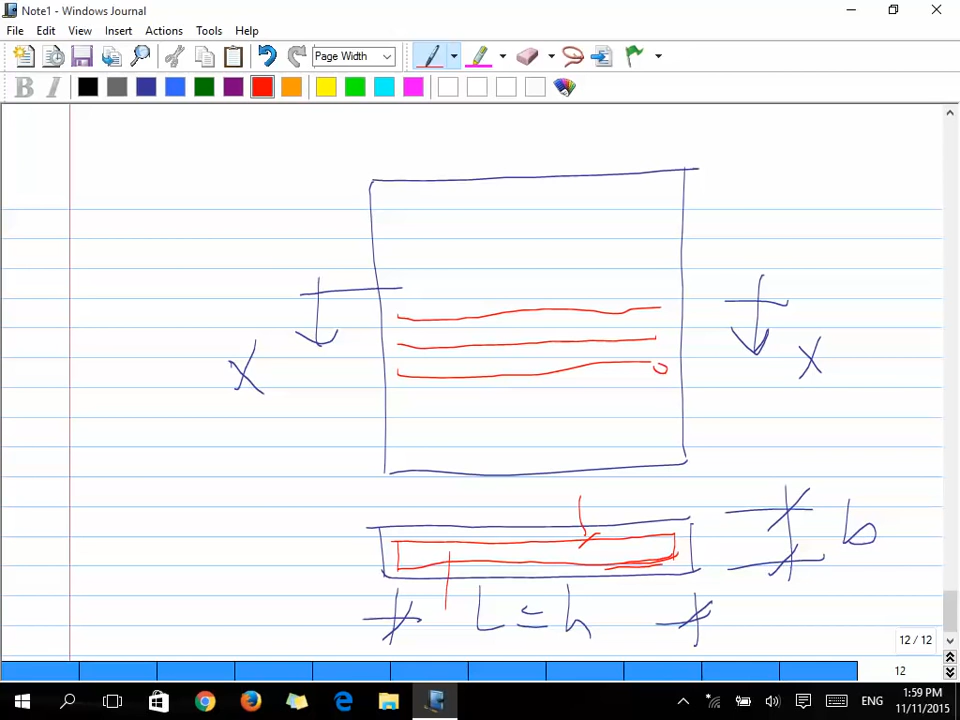 Note1 - Windows Journal
File Edit View Insert Actions Tools Help
Page Width
B I
X X
b
L = h
12 / 12
12
ENG
1:59 PM
11/11/2015